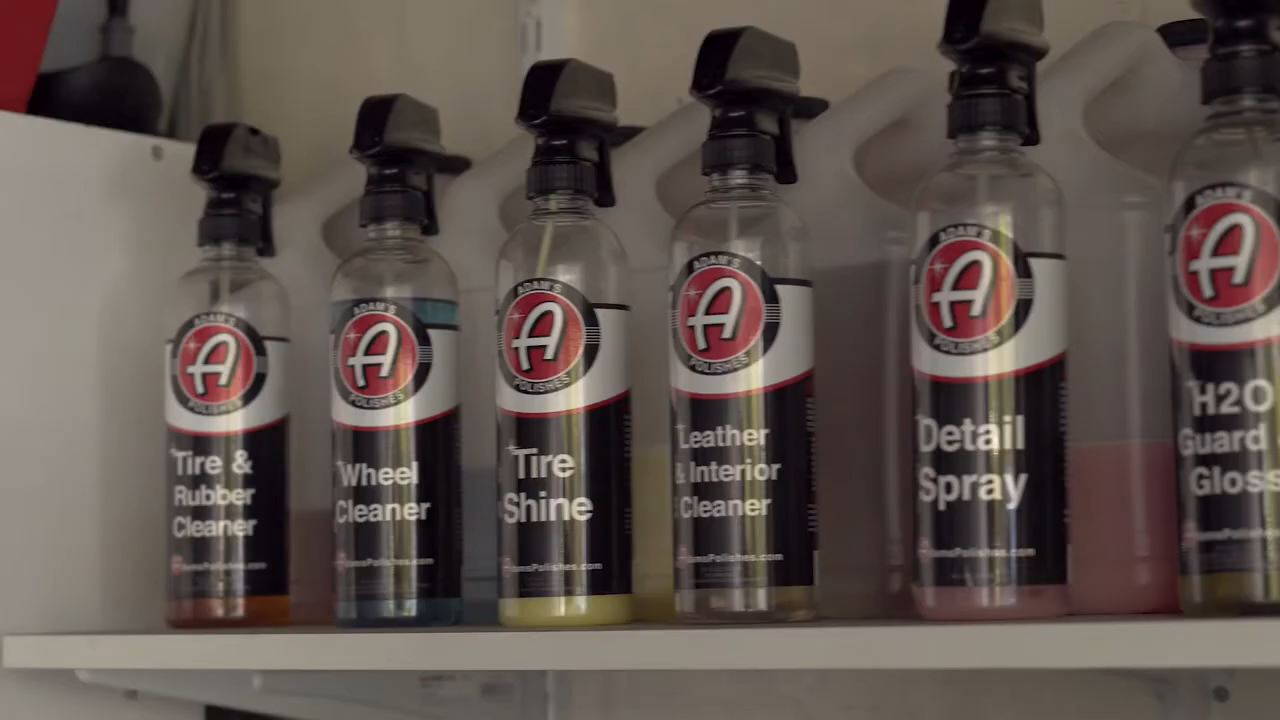 ADAM'S
A
POLISHES
Tire &
Rubber
Cleaner
ADAM'S
A
POLISHES
Wheel
Cleaner
ADAM'S
A
POLISHES
Tire
Shine
ADAM'S
A
POLISHES
Leather
& Interior
Cleaner
ADAM'S
A
POLISHES
Detail
Spray
ADAM'S
A
POLISHES
H2O
Guard
Gloss